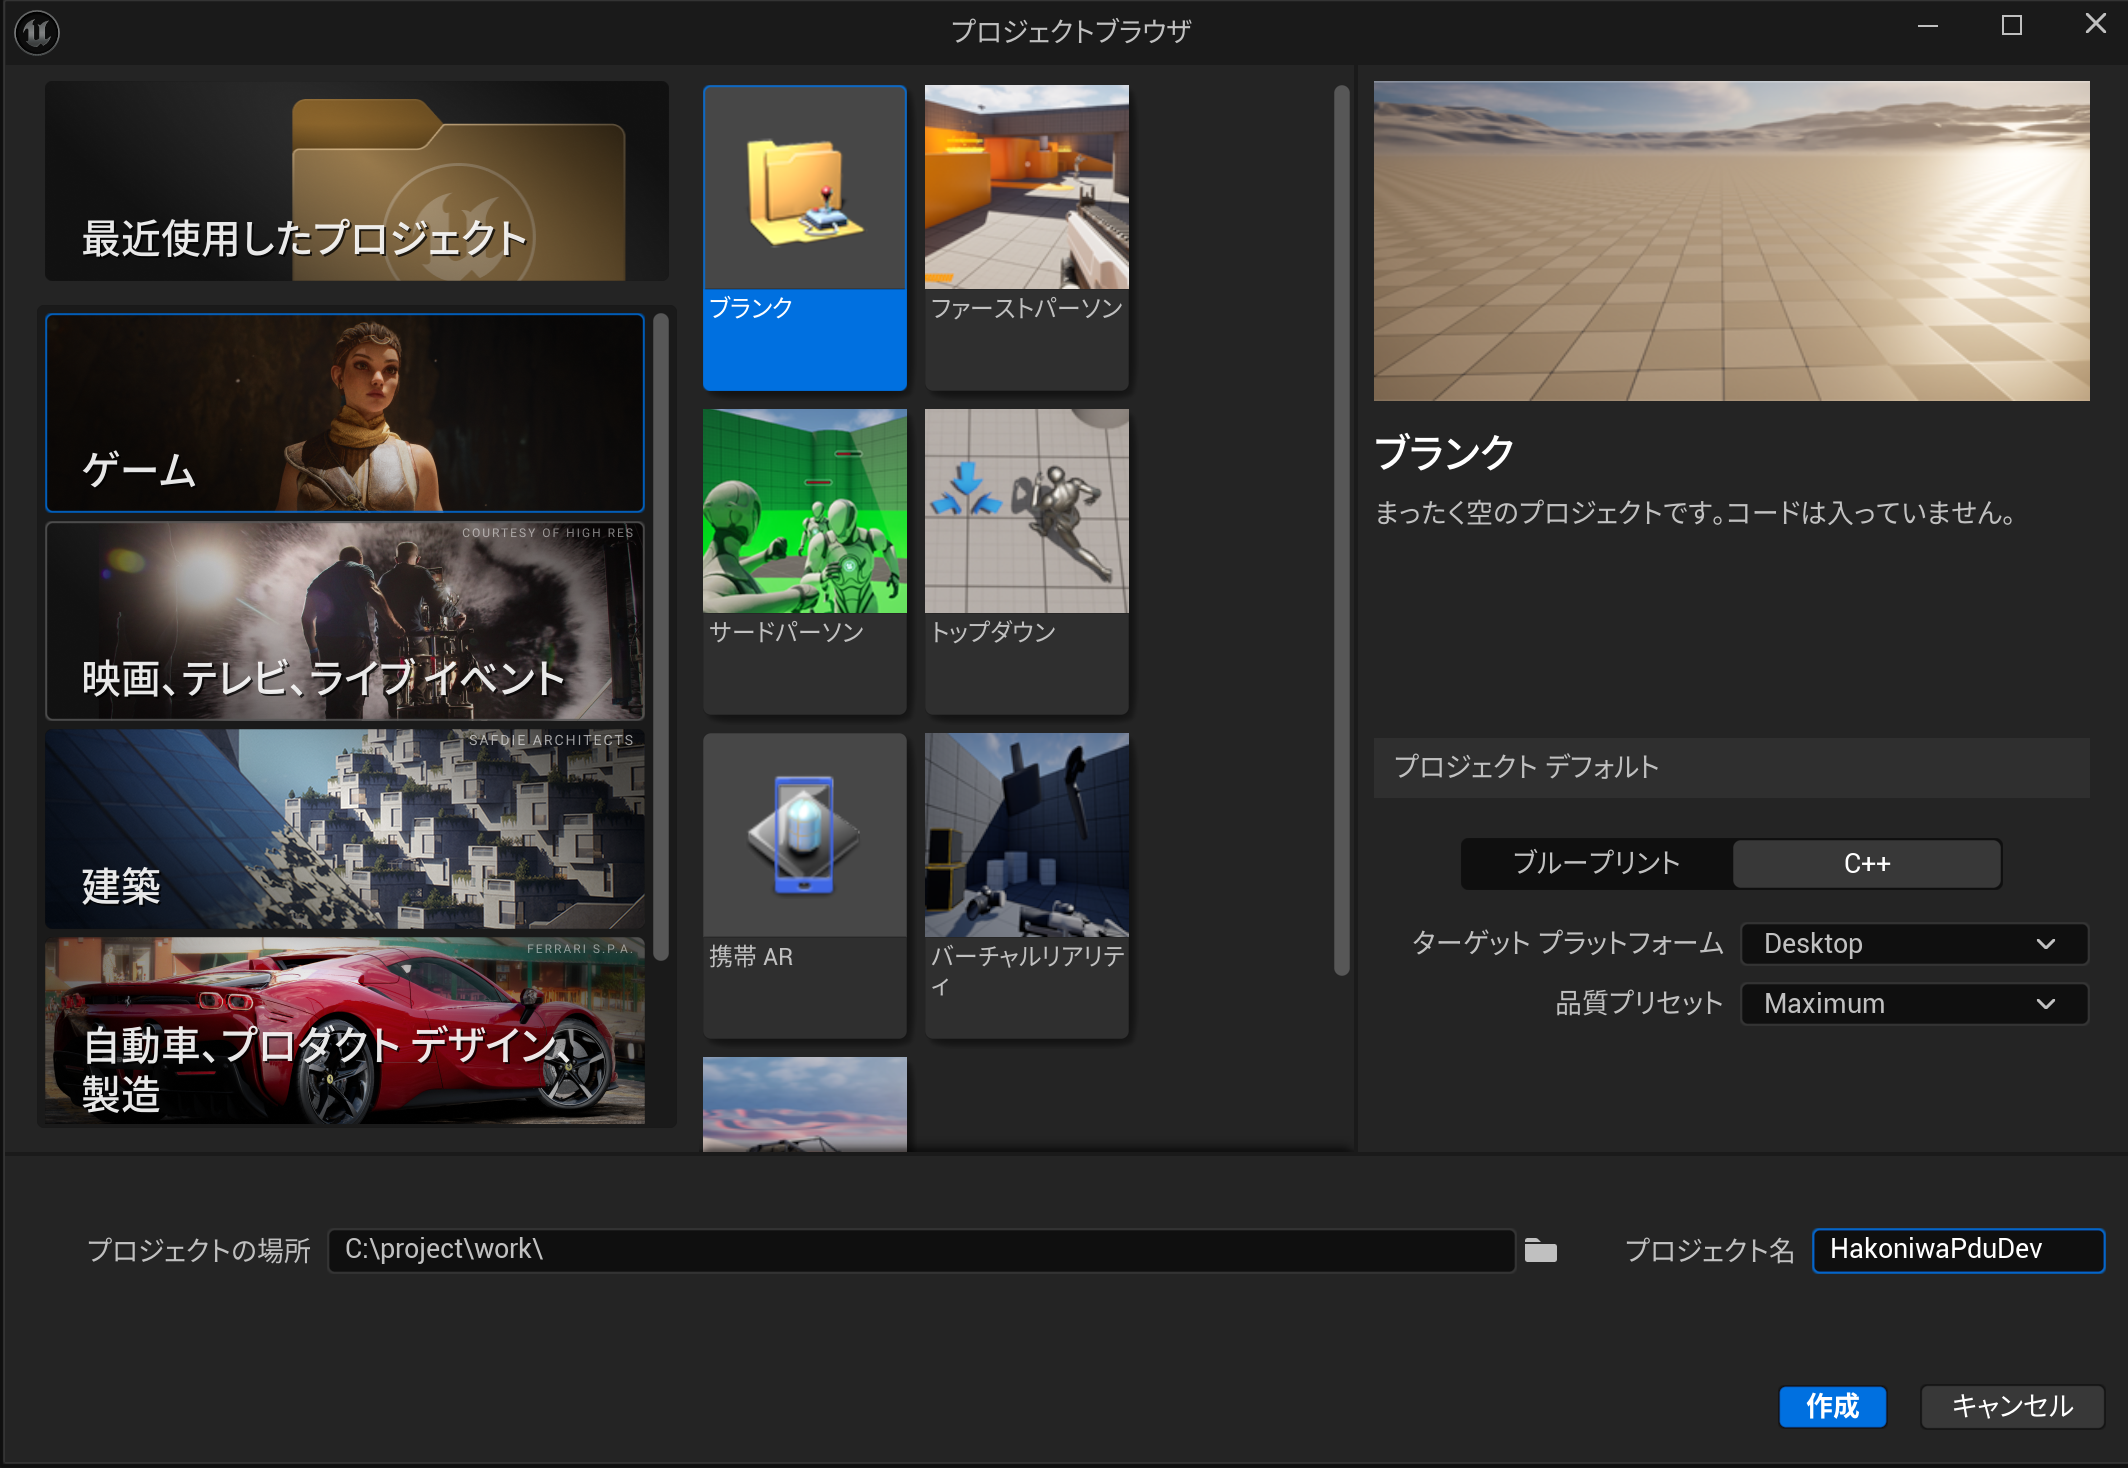 プロジェクトブラウザ
最近使用したプロジェクト
ゲーム
COURTESY OF HIGH RES
映画、テレビ、ライブ イベント
SAFDIE ARCHITECTS
建築
FERRARI S.P.A.
自動車、プロダクト デザイン、
製造
ブランク
ファーストパーソン
サードパーソン
トップダウン
携帯 AR
バーチャルリアリテ
ィ
ブランク
まったく空のプロジェクトです。コードは入っていません。
プロジェクト デフォルト
ブループリント
C++
ターゲット プラットフォーム
Desktop
品質プリセット
Maximum
プロジェクトの場所
C:\project\work\
プロジェクト名
HakoniwaPduDev
作成
キャンセル